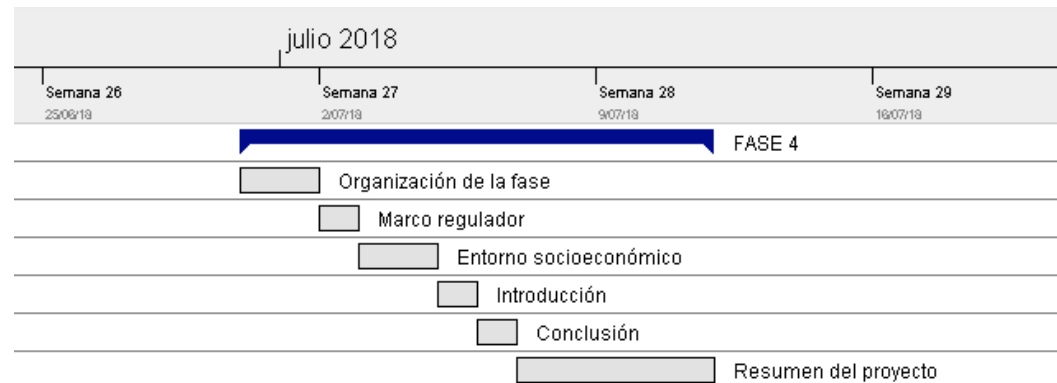 julio 2018
Semana 26
Semana 27
Semana 28
Semana 29
25/06/18
2/07/18
9/07/18
16/07/18
FASE 4
Organización de la fase
Marco regulador
Entorno socioeconómico
Introducción
Conclusión
Resumen del proyecto